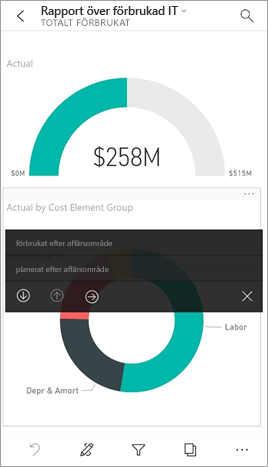 Rapport över förbrukad IT
TOTALT FÖRBRUKAT
Actual
$258M
$0M
$515M
Actual by Cost Element Group
förbrukat efter affärsområde
planerat efter affärsområde
Labor
Depr & Amort